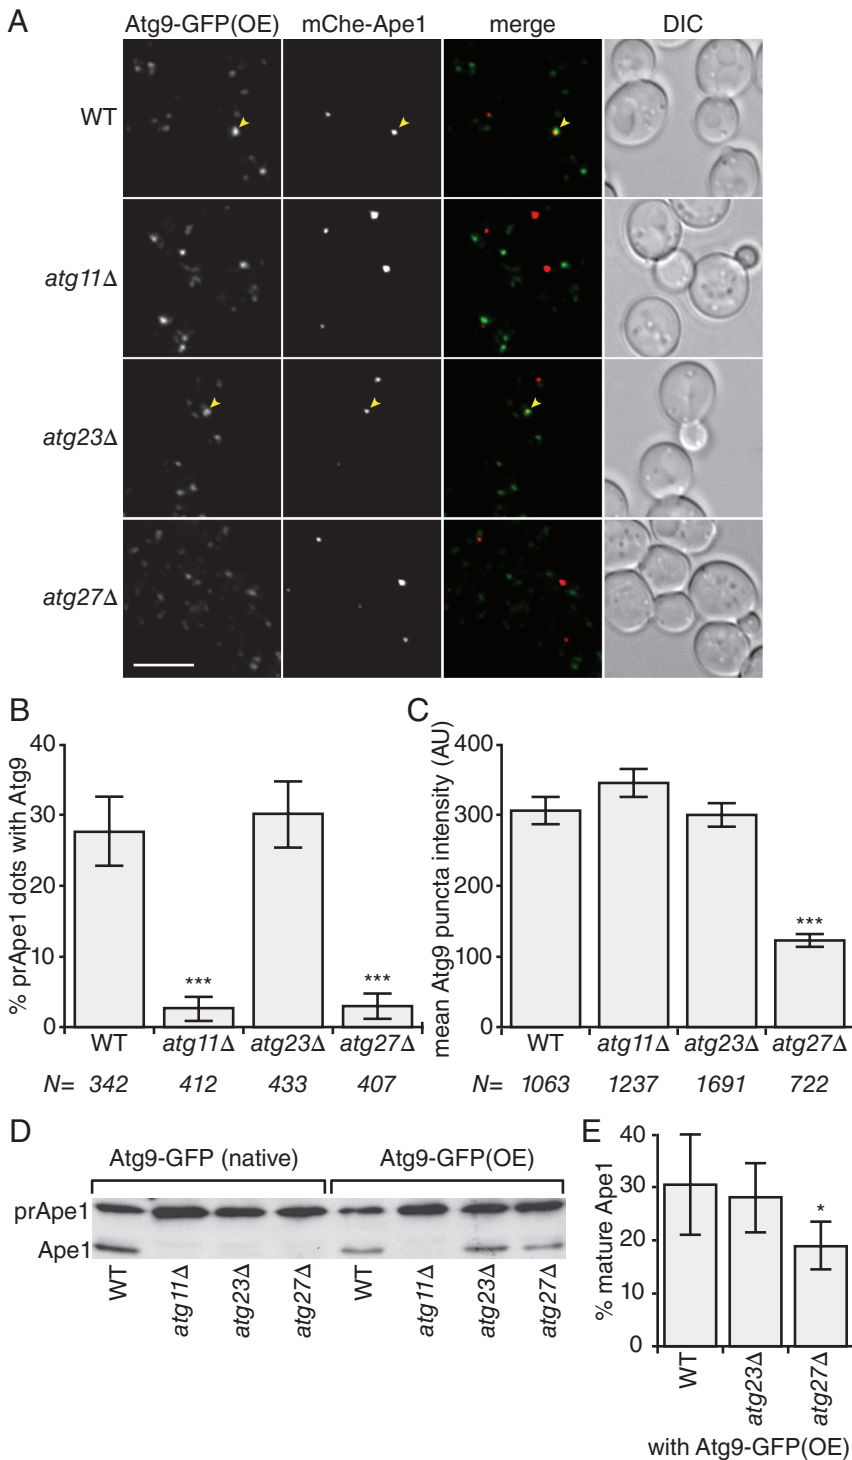 A
Atg9-GFP(OE) mChe-Ape1 merge DIC
WT
atg11Δ
atg23Δ
atg27Δ
B
% prApe1 dots with Atg9
40
30
20
10
0
***
***
WT atg11Δ atg23Δ atg27Δ
N= 342 412 433 407
C
mean Atg9 puncta intensity (AU)
400
300
200
100
0
***
WT atg11Δ atg23Δ atg27Δ
N= 1063 1237 1691 722
D
Atg9-GFP (native) Atg9-GFP(OE)
prApe1
Ape1
WT atg11Δ atg23Δ atg27Δ WT atg11Δ atg23Δ atg27Δ
E
% mature Ape1
40
30
20
10
0
*
WT atg23Δ atg27Δ
with Atg9-GFP(OE)